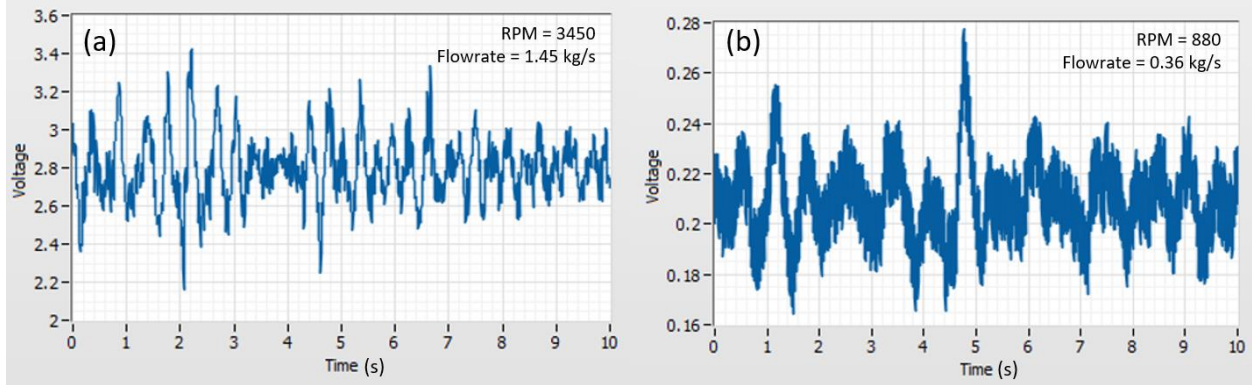 (a)
RPM = 3450
Flowrate = 1.45 kg/s
3.6
3.4
3.2
3
2.8
2.6
2.4
2.2
2
Voltage
0 1 2 3 4 5 6 7 8 9 10
Time (s)
(b)
RPM = 880
Flowrate = 0.36 kg/s
0.28
0.26
0.24
0.22
0.2
0.18
0.16
Voltage
0 1 2 3 4 5 6 7 8 9 10
Time (s)